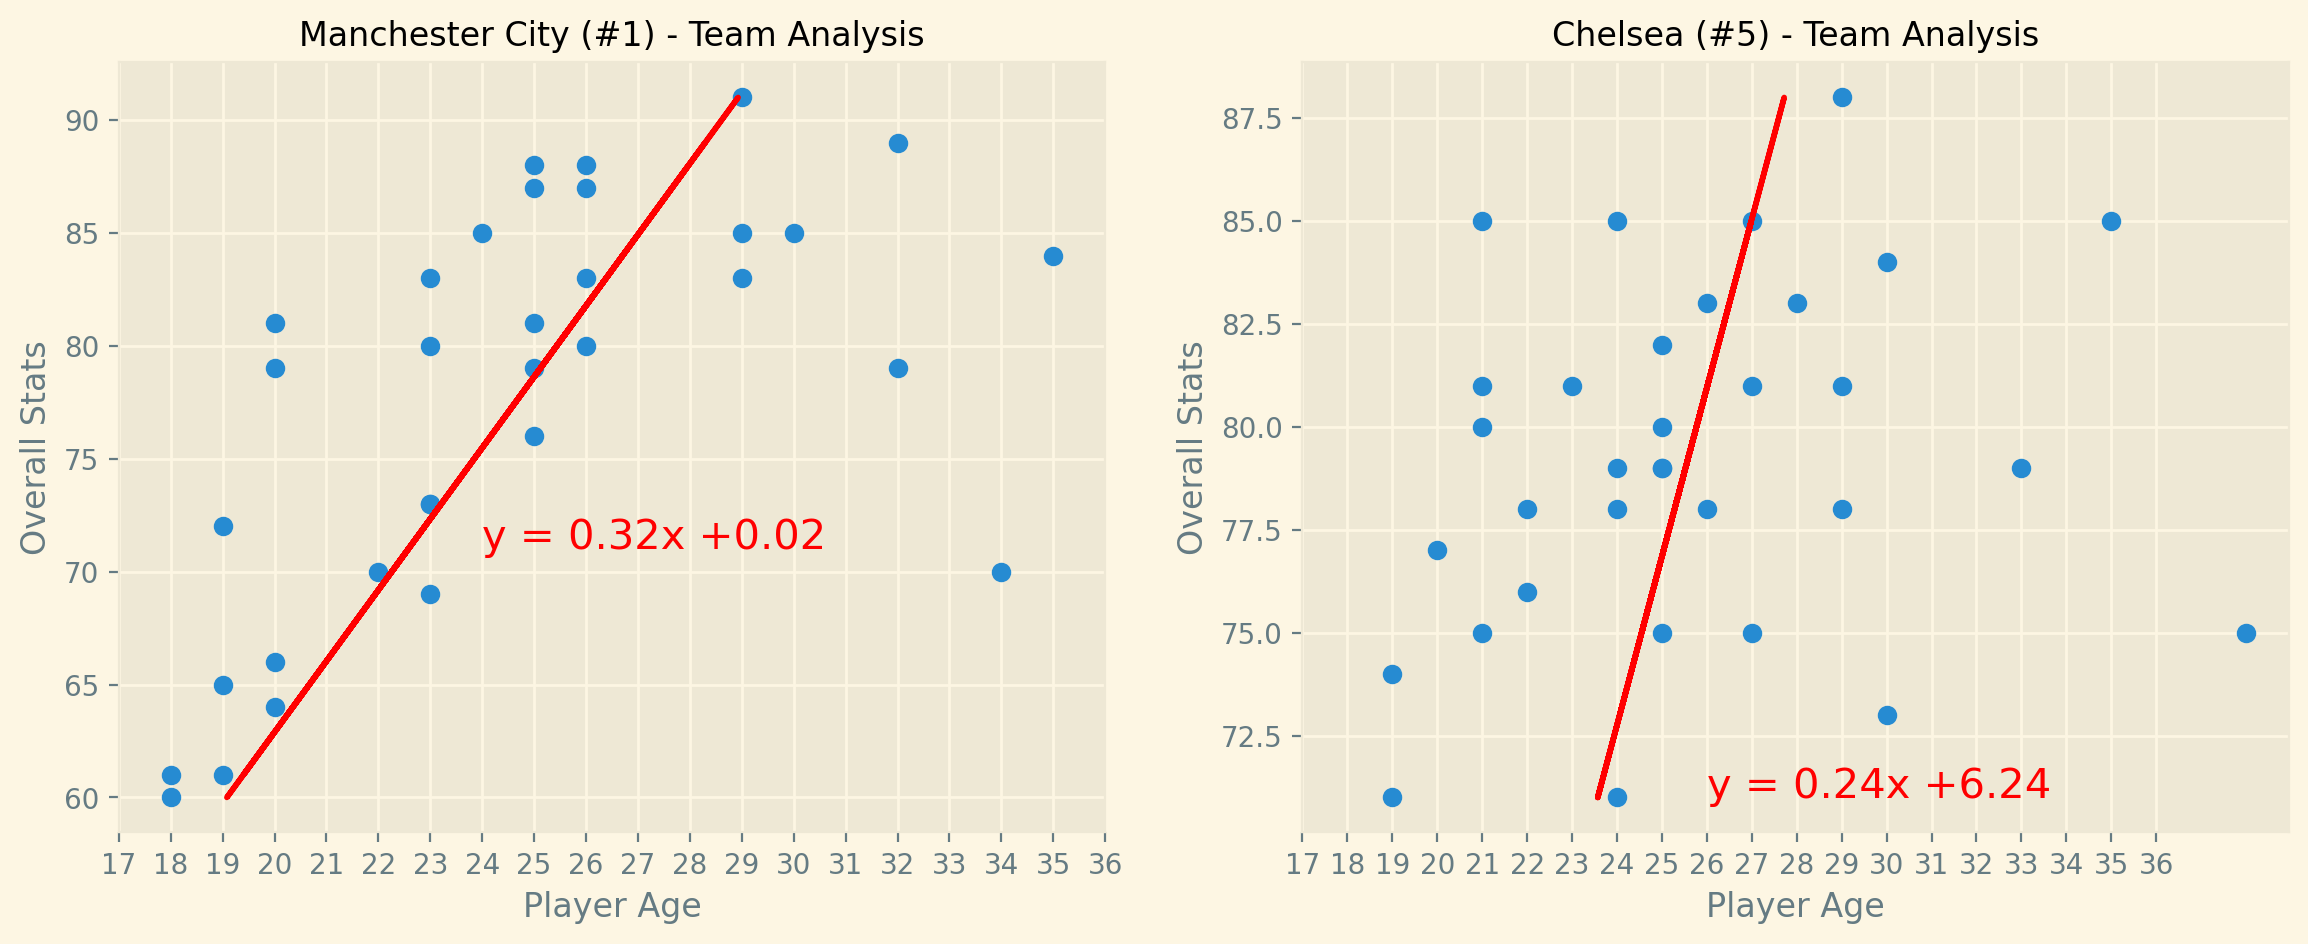 Manchester City (#1) - Team Analysis
90
85
80
75
70
65
60
Overall Stats
y = 0.32x +0.02
17 18 19 20 21 22 23 24 25 26 27 28 29 30 31 32 33 34 35 36
Player Age
Chelsea (#5) - Team Analysis
87.5
85.0
82.5
80.0
77.5
75.0
72.5
Overall Stats
y = 0.24x +6.24
17 18 19 20 21 22 23 24 25 26 27 28 29 30 31 32 33 34 35 36
Player Age